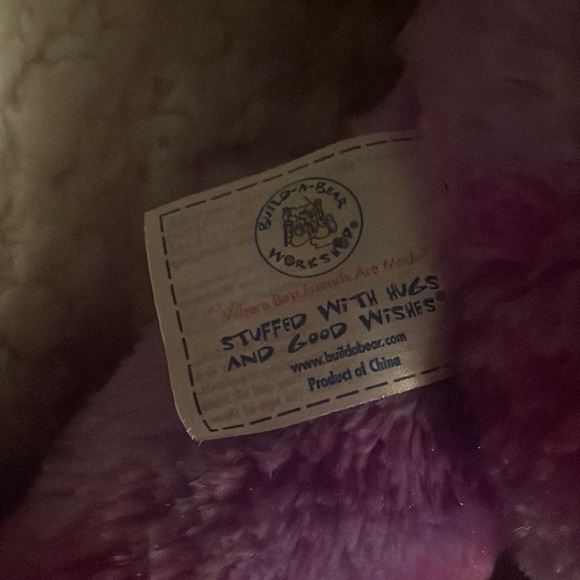 BUILD-A-BEAR
WORKSHOP®
Where Best Friends Are Made
STUFFED WITH HUGS
AND GOOD WISHES®
www.buildabear.com
Product of China